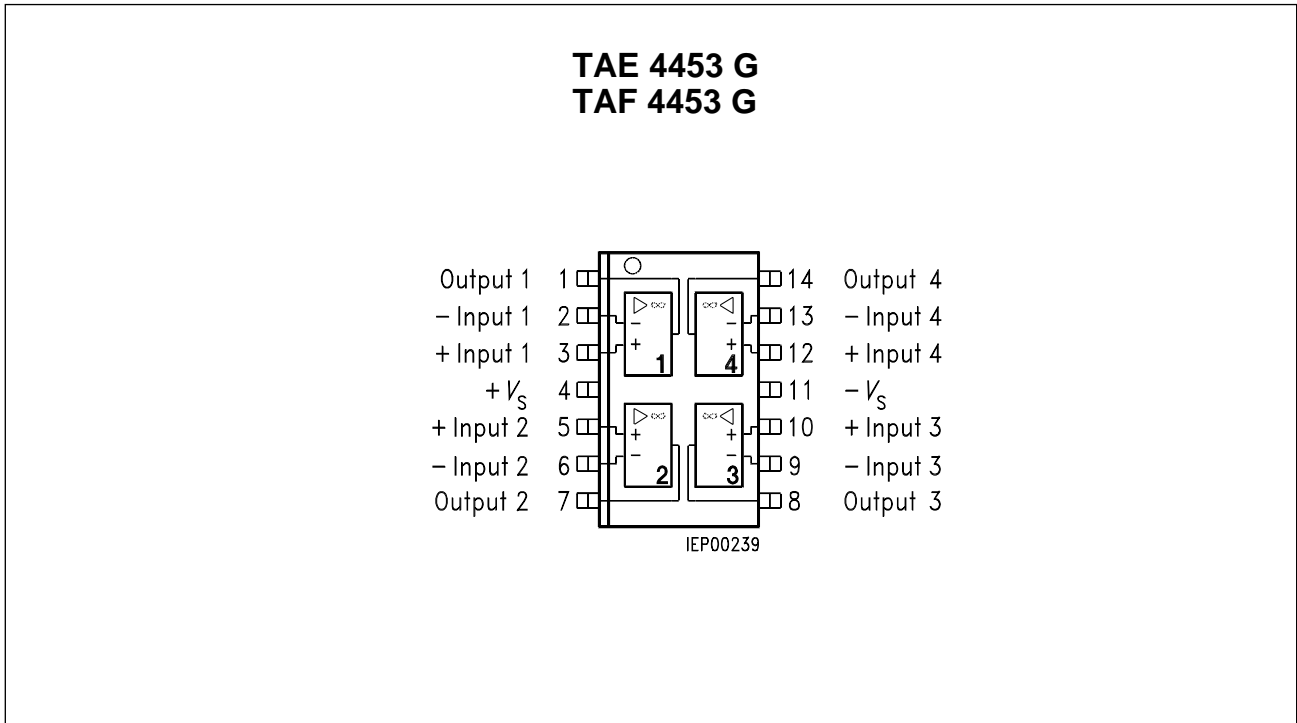 TAE 4453 G
TAF 4453 G
Output 1 1 14 Output 4
– Input 1 2 ▷ ∞ ∞ ◁ 13 – Input 4
– –
+ Input 1 3 + + 12 + Input 4
1 4
+ V_S 4 11 – V_S
+ Input 2 5 ▷ ∞ ∞ ◁ 10 + Input 3
+ +
– Input 2 6 – – 9 – Input 3
2 3
Output 2 7 8 Output 3
IEP00239